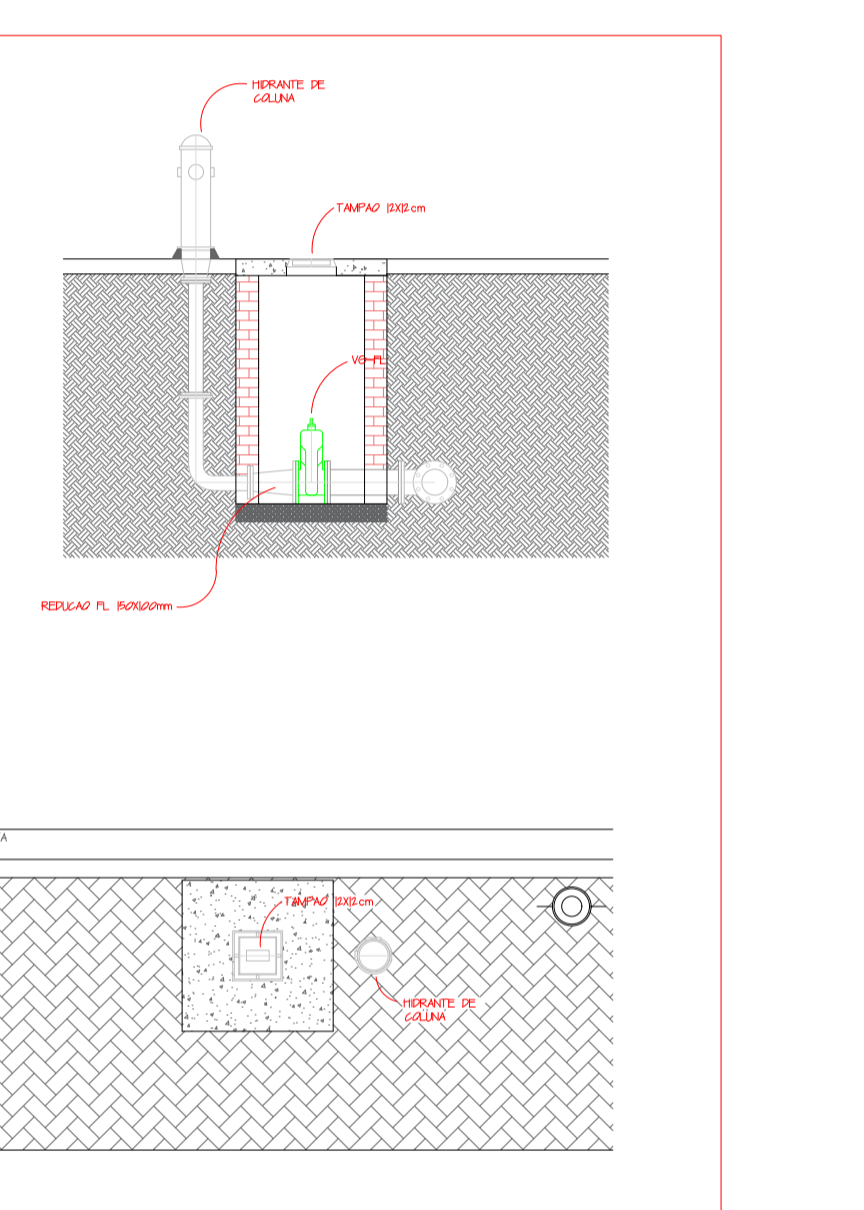 HIDRANTE DE
COLUNA
TAMPAO 12X12cm
VG FL
REDUCAO FL 150X100mm
A
TAMPAO 12X12cm
HIDRANTE DE
COLUNA